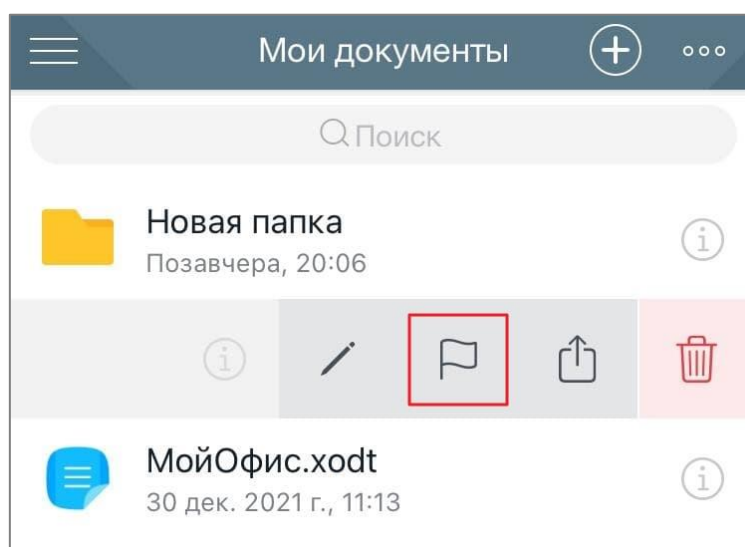 Мои документы
Поиск
Новая папка
Позавчера, 20:06
МойОфис.xodt
30 дек. 2021 г., 11:13